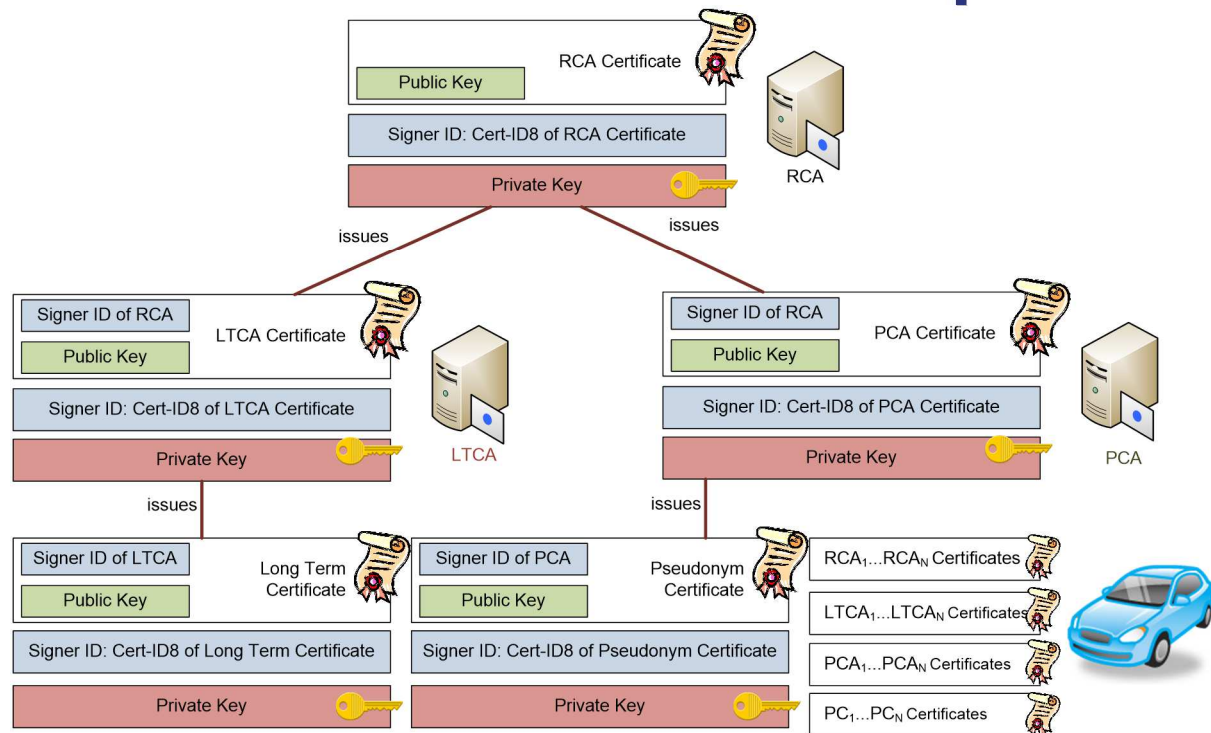 RCA Certificate
Public Key
Signer ID: Cert-ID8 of RCA Certificate
Private Key
RCA
issues
issues
Signer ID of RCA
LTCA Certificate
Public Key
Signer ID: Cert-ID8 of LTCA Certificate
Private Key
LTCA
Signer ID of RCA
PCA Certificate
Public Key
Signer ID: Cert-ID8 of PCA Certificate
Private Key
PCA
issues
issues
Signer ID of LTCA
Long Term
Certificate
Public Key
Signer ID: Cert-ID8 of Long Term Certificate
Private Key
Signer ID of PCA
Pseudonym
Certificate
Public Key
Signer ID: Cert-ID8 of Pseudonym Certificate
Private Key
RCA₁...RCA_N Certificates
LTCA₁...LTCA_N Certificates
PCA₁...PCA_N Certificates
PC₁...PC_N Certificates